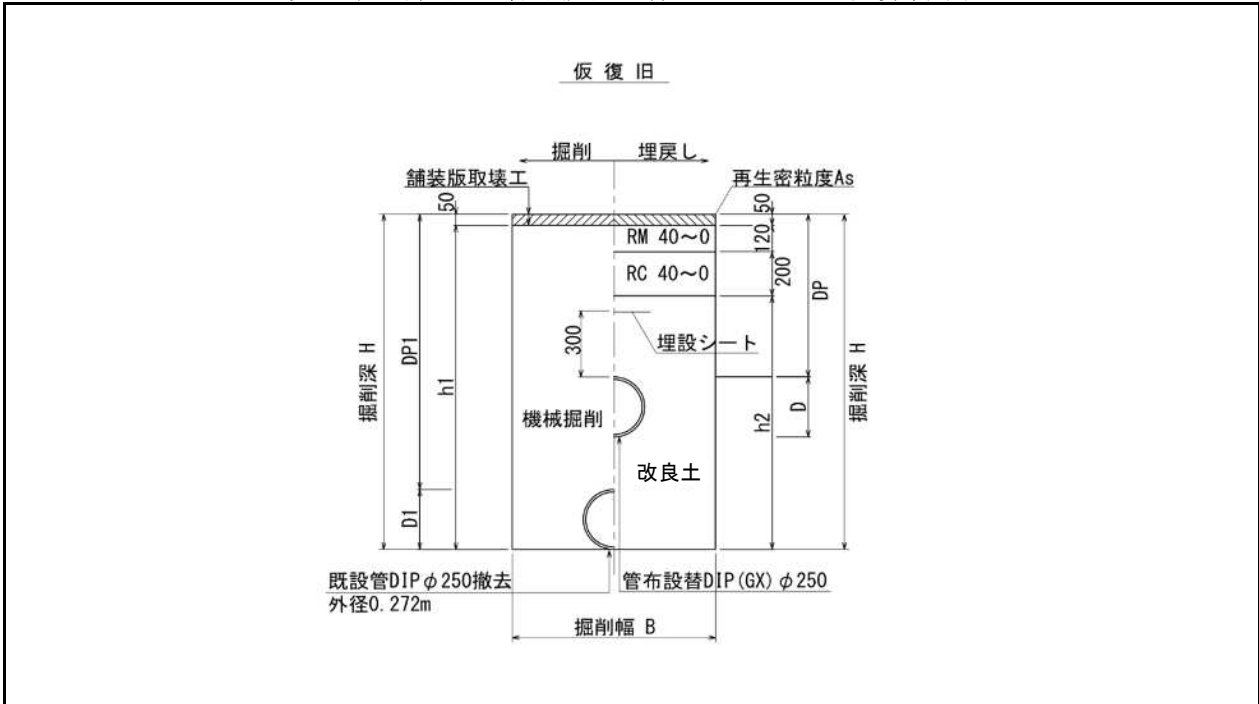 仮 復 旧
掘削
埋戻し
舗装版取壊工
再生密粒度As
50
50
RM 40～0
120
RC 40～0
200
DP
埋設シート
300
DP1
h1
掘削深 H
掘削深 H
機械掘削
D
h2
改良土
D1
既設管DIPφ250撤去
外径0.272m
管布設替DIP(GX)φ250
掘削幅 B